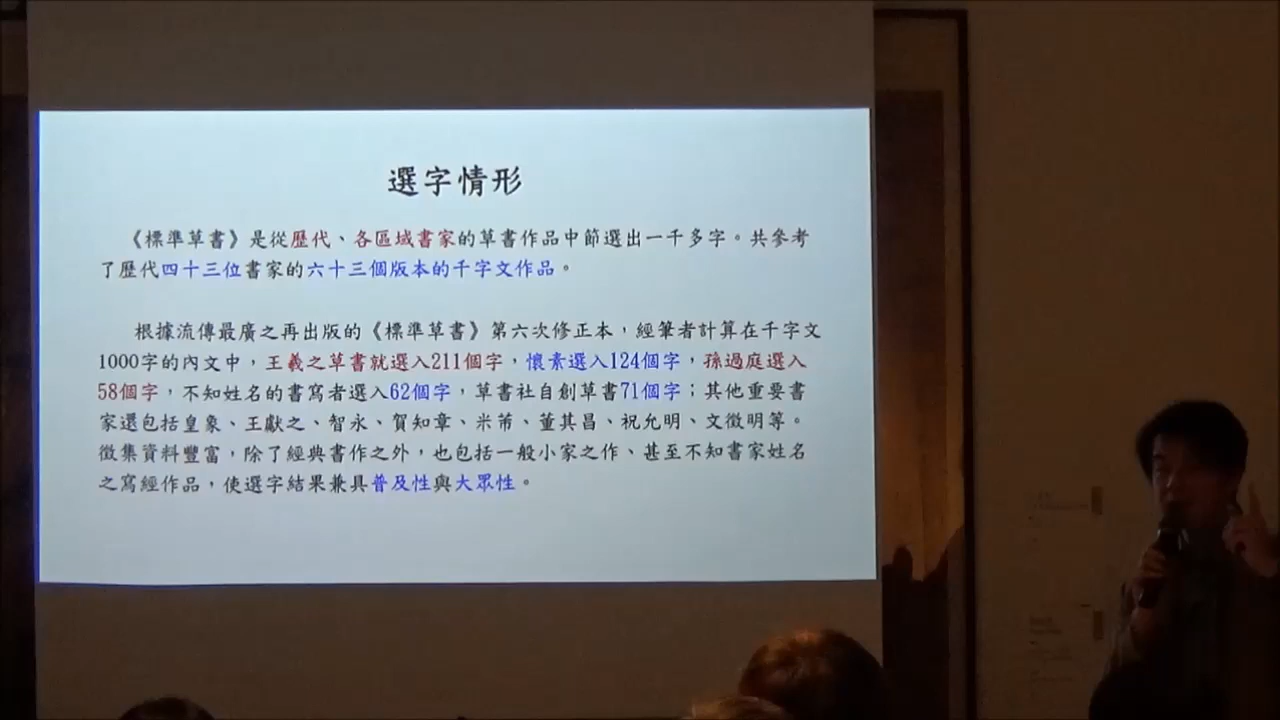 選字情形
《標準草書》是從歷代、各區域書家的草書作品中節選出一千多字。共參考
了歷代四十三位書家的六十三個版本的千字文作品。
根據流傳最廣之再出版的《標準草書》第六次修正本，經筆者計算在千字文
1000字的內文中，王羲之草書就選入211個字，懷素選入124個字，孫過庭選入
58個字，不知姓名的書寫者選入62個字，草書社自創草書71個字；其他重要書
家還包括皇象、王獻之、智永、賀知章、米芾、董其昌、祝允明、文徵明等。
徵集資料豐富，除了經典書作之外，也包括一般小家之作、甚至不知書家姓名
之寫經作品，使選字結果兼具普及性與大眾性。